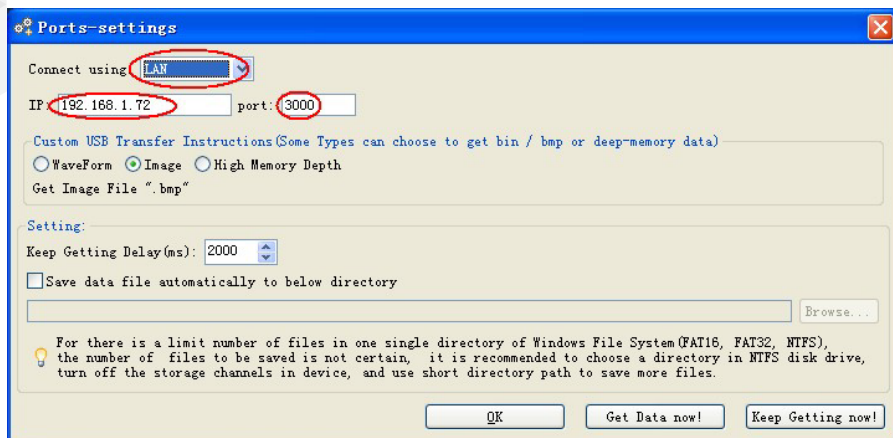 Ports-settings
Connect using LAN
IP: 192.168.1.72 port: 3000
Custom USB Transfer Instructions(Some Types can choose to get bin / bmp or deep-memory data)
WaveForm Image High Memory Depth
Get Image File ".bmp"
Setting:
Keep Getting Delay(ms): 2000
Save data file automatically to below directory
Browse...
For there is a limit number of files in one single directory of Windows File System(FAT16, FAT32, NTFS),
the number of files to be saved is not certain, it is recommended to choose a directory in NTFS disk drive,
turn off the storage channels in device, and use short directory path to save more files.
OK Get Data now! Keep Getting now!